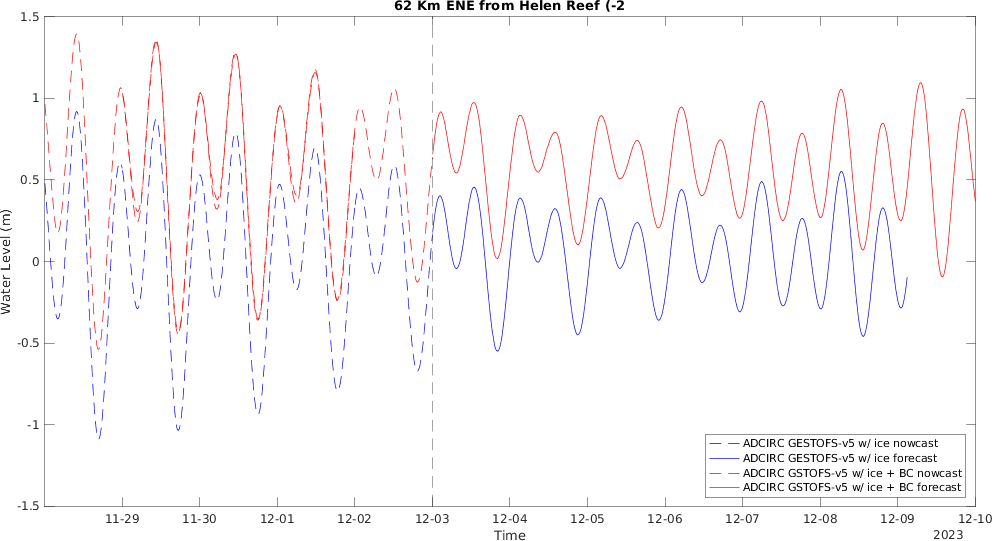 62 Km ENE from Helen Reef (-2
1.5
1
0.5
0
-0.5
-1
-1.5
Water Level (m)
11-29 11-30 12-01 12-02 12-03 12-04 12-05 12-06 12-07 12-08 12-09 12-10
Time
2023
ADCIRC GESTOFS-v5 w/ ice nowcast
ADCIRC GESTOFS-v5 w/ ice forecast
ADCIRC GSTOFS-v5 w/ ice + BC nowcast
ADCIRC GSTOFS-v5 w/ ice + BC forecast